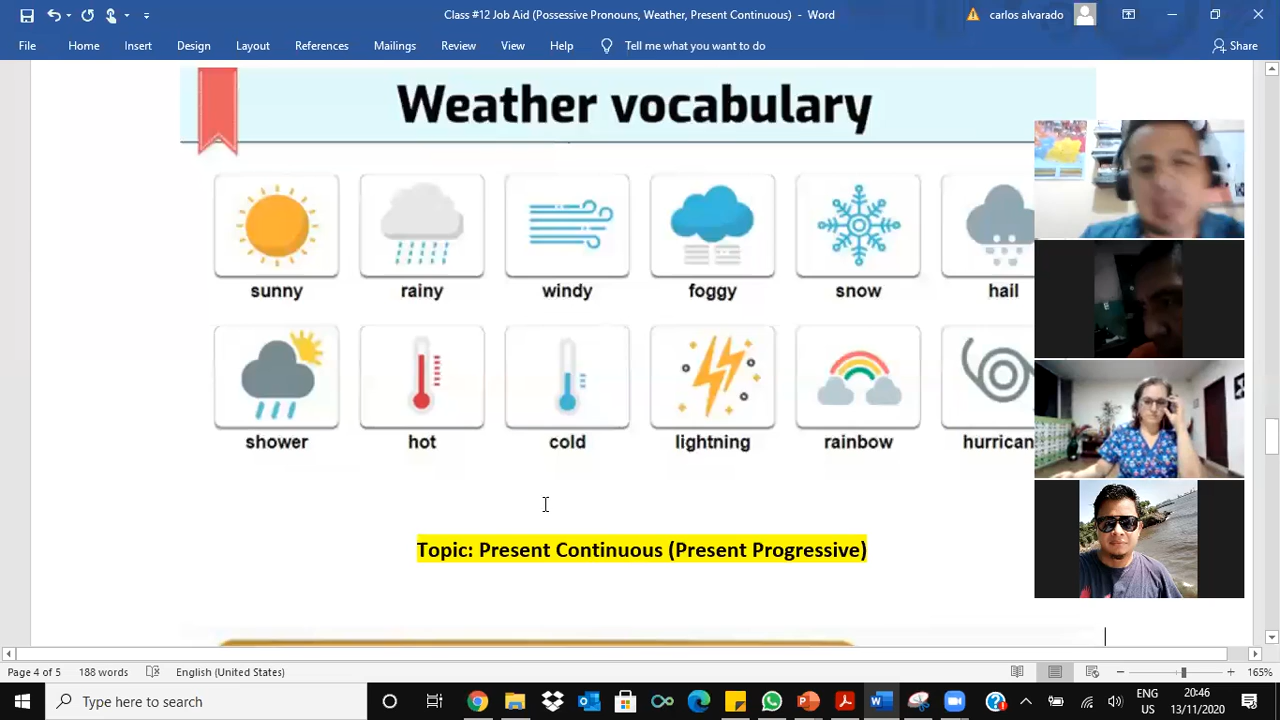 Class #12 Job Aid (Possessive Pronouns, Weather, Present Continuous) - Word
carlos alvarado
File Home Insert Design Layout References Mailings Review View Help Tell me what you want to do Share
Weather vocabulary
sunny rainy windy foggy snow hail
shower hot cold lightning rainbow hurrican
Topic: Present Continuous (Present Progressive)
Page 4 of 5 188 words English (United States) 165%
Type here to search
ENG 20:46
US 13/11/2020